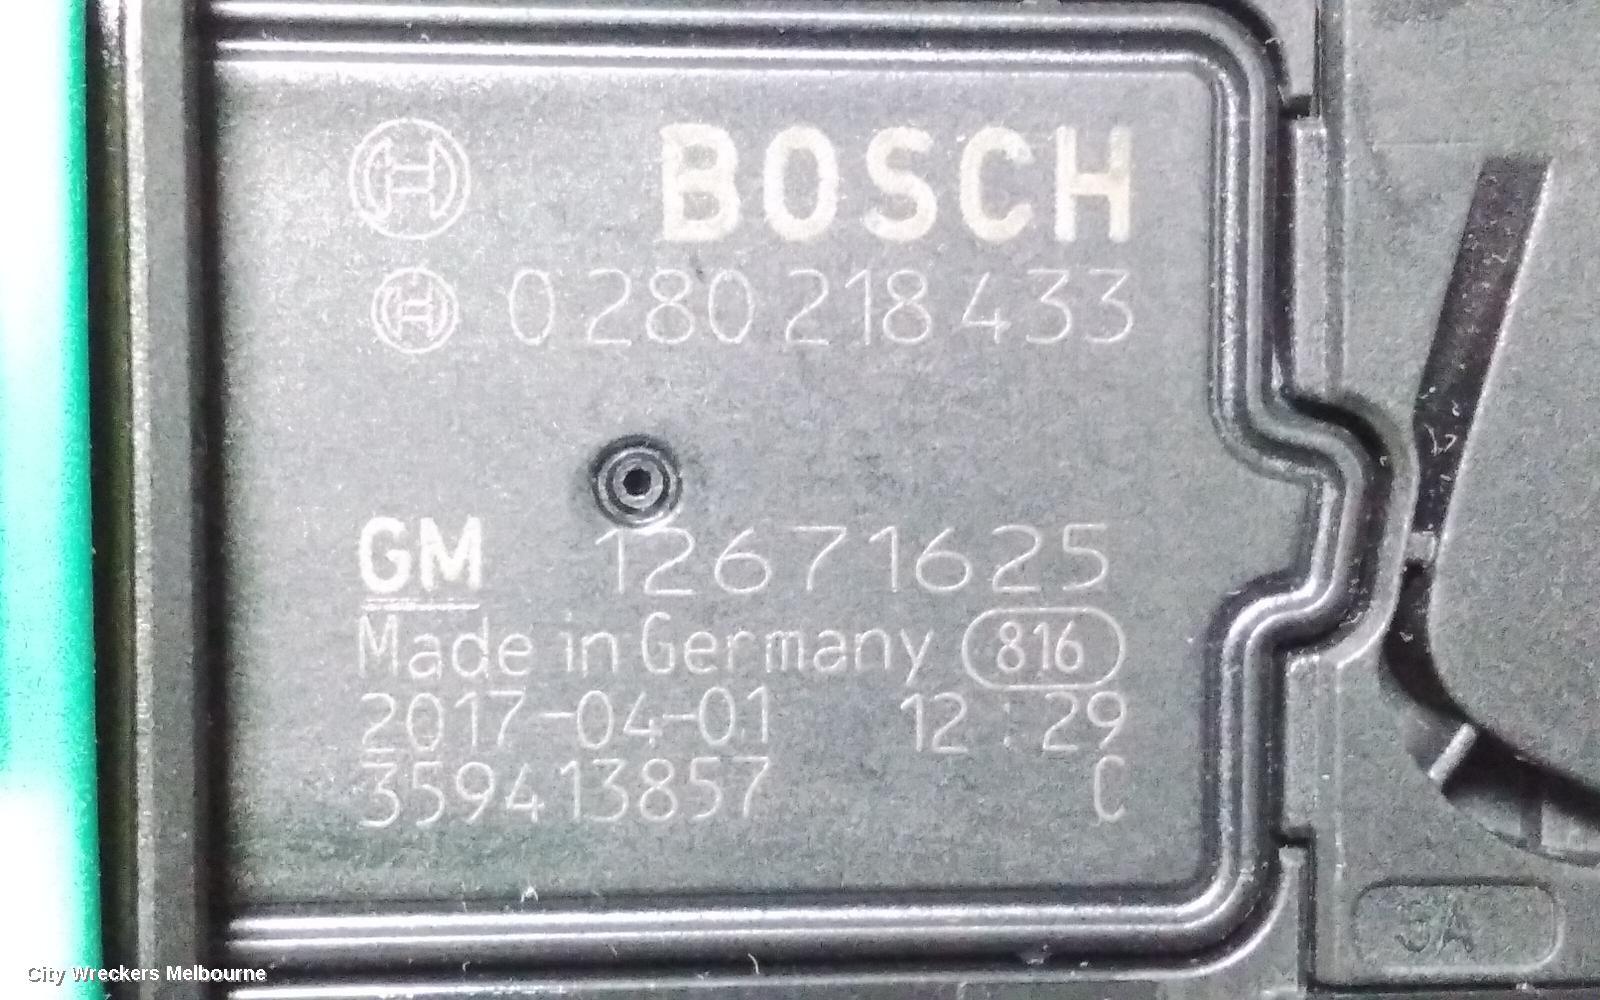 BOSCH
0 280 218 433
GM 12671625
Made in Germany 816
2017-04-01 12:29
359413857 C
3A
City Wreckers Melbourne